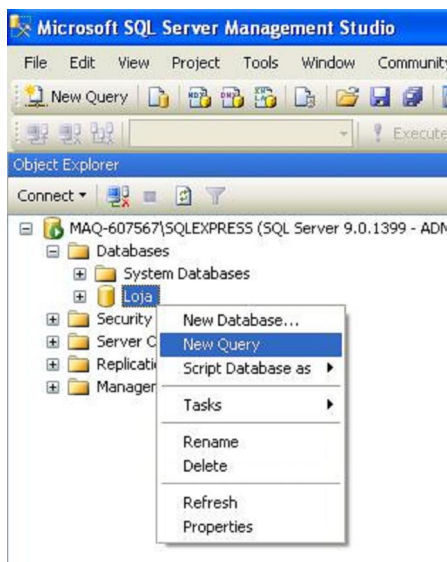 Microsoft SQL Server Management Studio
File Edit View Project Tools Window Community
New Query
Execute
Object Explorer
Connect
MAQ-607567\SQLEXPRESS (SQL Server 9.0.1399 - ADM
Databases
System Databases
Loja
Security
Server O
Replicati
Manager
New Database...
New Query
Script Database as
Tasks
Rename
Delete
Refresh
Properties